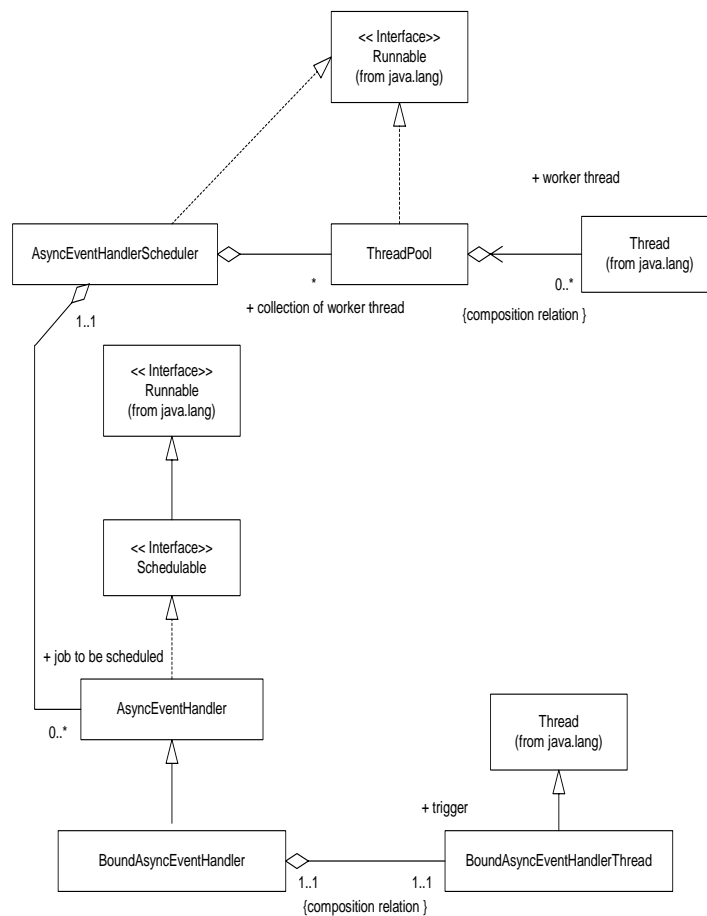 << Interface>>
Runnable
(from java.lang)
+ worker thread
AsyncEventHandlerScheduler
ThreadPool
Thread
(from java.lang)
*
0..*
+ collection of worker thread
{composition relation }
1..1
<< Interface>>
Runnable
(from java.lang)
<< Interface>>
Schedulable
+ job to be scheduled
AsyncEventHandler
0..*
Thread
(from java.lang)
+ trigger
BoundAsyncEventHandler
BoundAsyncEventHandlerThread
1..1
1..1
{composition relation }